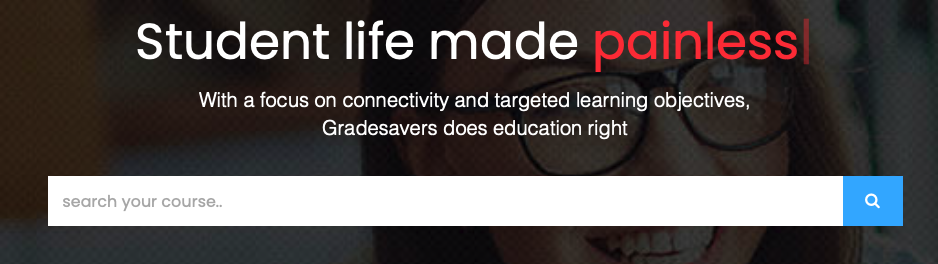 Student life made painless
With a focus on connectivity and targeted learning objectives,
Gradesavers does education right
search your course..